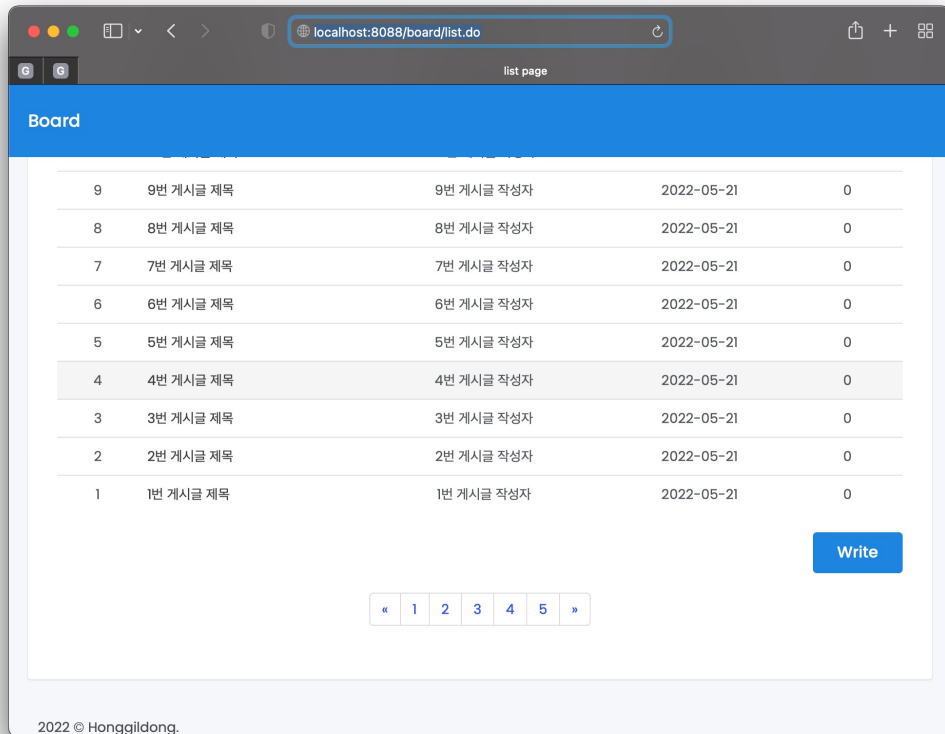 localhost:8088/board/list.do
G G list page
Board
9 9번 게시글 제목 9번 게시글 작성자 2022-05-21 0
8 8번 게시글 제목 8번 게시글 작성자 2022-05-21 0
7 7번 게시글 제목 7번 게시글 작성자 2022-05-21 0
6 6번 게시글 제목 6번 게시글 작성자 2022-05-21 0
5 5번 게시글 제목 5번 게시글 작성자 2022-05-21 0
4 4번 게시글 제목 4번 게시글 작성자 2022-05-21 0
3 3번 게시글 제목 3번 게시글 작성자 2022-05-21 0
2 2번 게시글 제목 2번 게시글 작성자 2022-05-21 0
1 1번 게시글 제목 1번 게시글 작성자 2022-05-21 0
Write
« 1 2 3 4 5 »
2022 © Honggildong.